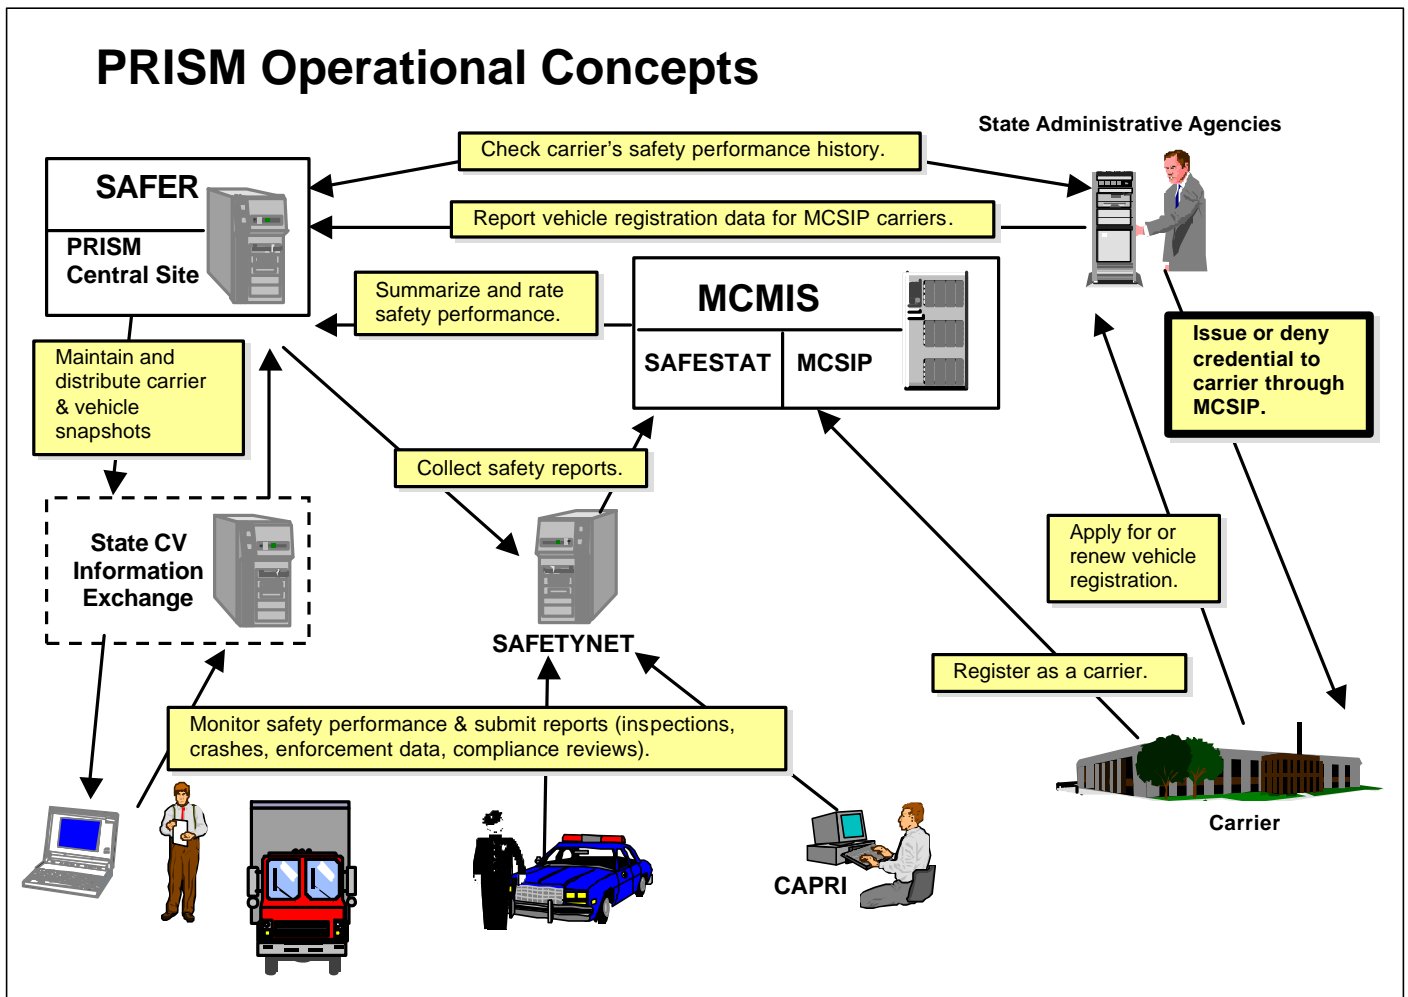 PRISM Operational Concepts
State Administrative Agencies
Check carrier's safety performance history.
SAFER
Report vehicle registration data for MCSIP carriers.
PRISM
Central Site
Summarize and rate
safety performance.
MCMIS
SAFESTAT
MCSIP
Issue or deny
credential to
carrier through
MCSIP.
Maintain and
distribute carrier
& vehicle
snapshots
Collect safety reports.
State CV
Information
Exchange
Apply for or
renew vehicle
registration.
SAFETYNET
Register as a carrier.
Monitor safety performance & submit reports (inspections,
crashes, enforcement data, compliance reviews).
Carrier
CAPRI